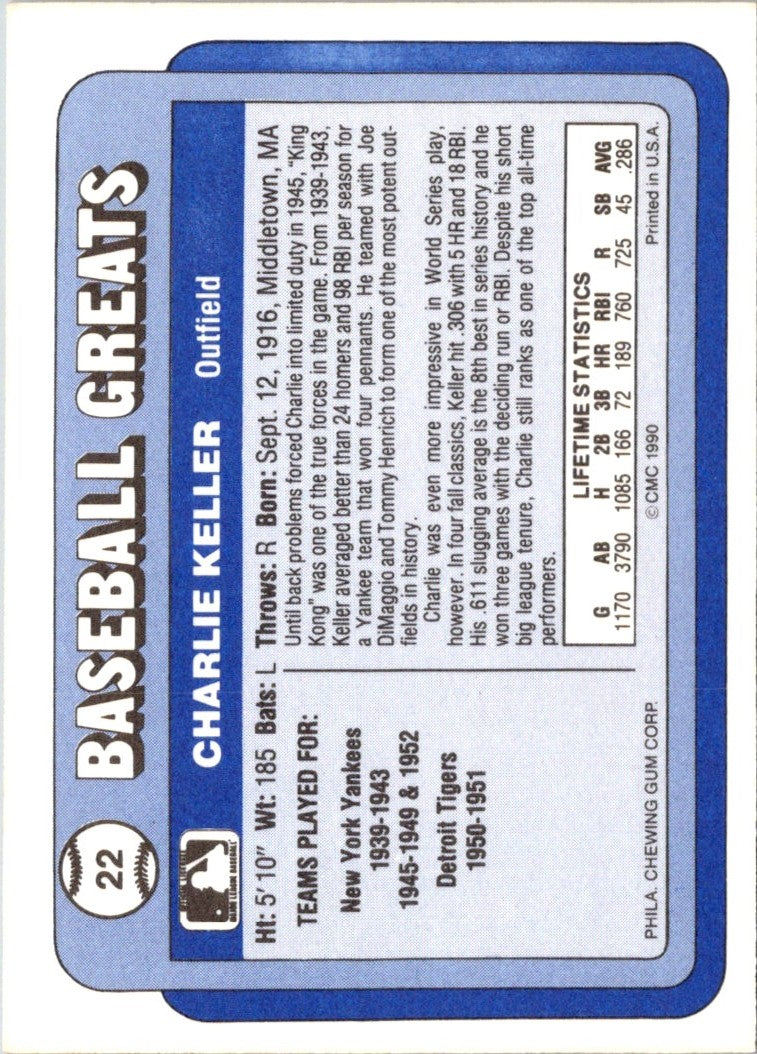 22
BASEBALL GREATS
CHARLIE KELLER Outfield
Ht: 5' 10" Wt: 185 Bats: L Throws: R Born: Sept. 12, 1916, Middletown, MA
TEAMS PLAYED FOR:
New York Yankees
1939-1943
1945-1949 & 1952
Detroit Tigers
1950-1951
Until back problems forced Charlie into limited duty in 1945, "King
Kong" was one of the true forces in the game. From 1939-1943,
Keller averaged better than 24 homers and 98 RBI per season for
a Yankee team that won four pennants. He teamed with Joe
DiMaggio and Tommy Henrich to form one of the most potent out-
fields in history.
Charlie was even more impressive in World Series play,
however. In four fall classics, Keller hit .306 with 5 HR and 18 RBI.
His .611 slugging average is the 8th best in series history and he
won three games with the deciding run or RBI. Despite his short
big league tenure, Charlie still ranks as one of the top all-time
performers.
LIFETIME STATISTICS
G AB H 2B 3B HR RBI R SB AVG
1170 3790 1085 166 72 189 760 725 45 .286
PHILA. CHEWING GUM CORP. © CMC 1990 Printed in U.S.A.